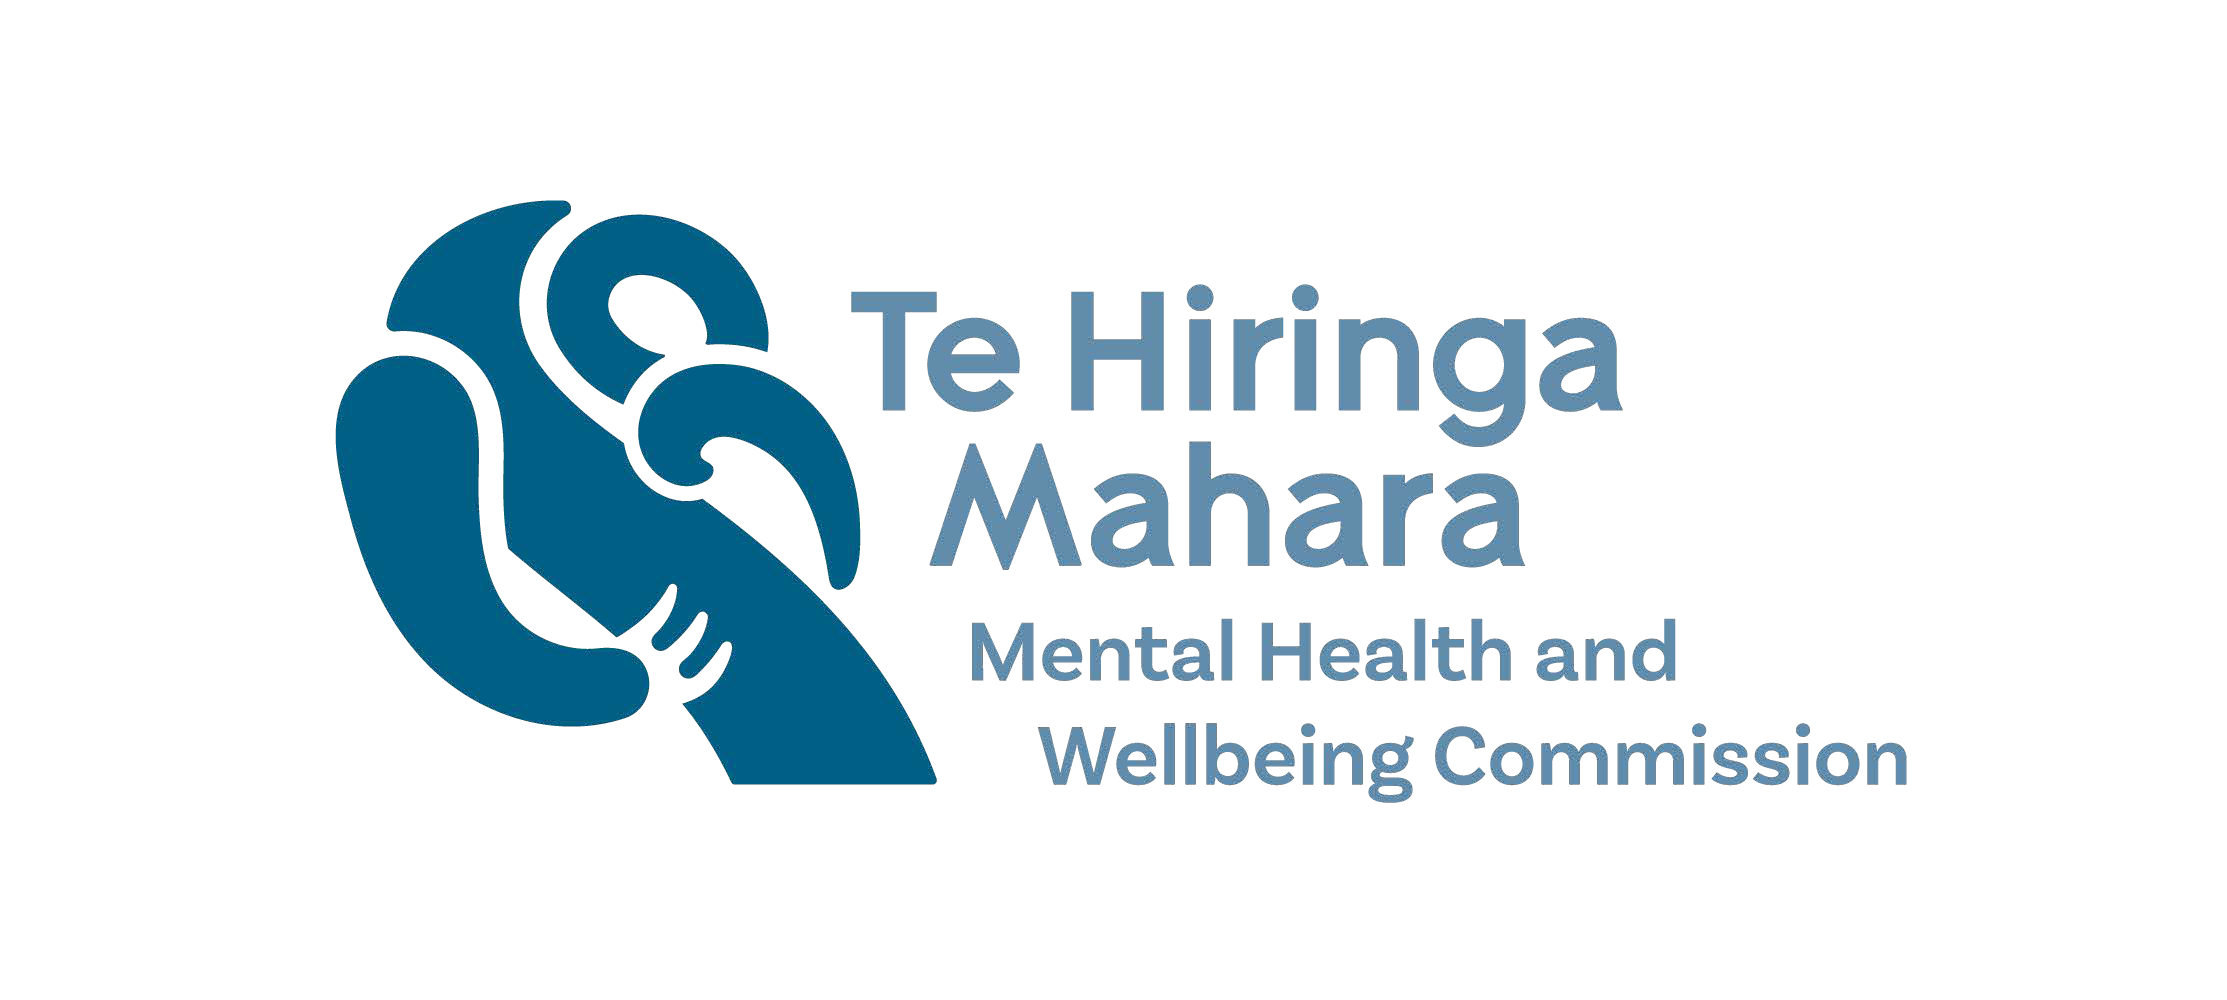 Te Hiringa
Mahara
Mental Health and
Wellbeing Commission